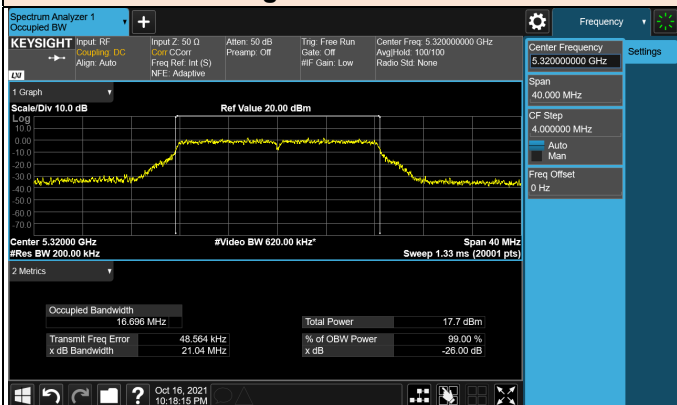 Spectrum Analyzer 1
Occupied BW
Frequency
KEYSIGHT
Input: RF
Coupling: DC
Align: Auto
Input Z: 50 Ω
Corr CCorr
Freq Ref: Int (S)
NFE: Adaptive
Atten: 50 dB
Preamp: Off
Trig: Free Run
Gate: Off
#IF Gain: Low
Center Freq: 5.320000000 GHz
Avg|Hold: 100/100
Radio Std: None
LXI
Center Frequency
5.320000000 GHz
Settings
Span
40.000 MHz
CF Step
4.000000 MHz
Auto
Man
Freq Offset
0 Hz
1 Graph
Scale/Div 10.0 dB
Ref Value 20.00 dBm
Log
10.0
0.00
-10.0
-20.0
-30.0
-40.0
-50.0
-60.0
-70.0
Center 5.32000 GHz
#Video BW 620.00 kHz*
Span 40 MHz
#Res BW 200.00 kHz
Sweep 1.33 ms (20001 pts)
2 Metrics
Occupied Bandwidth
16.696 MHz
Total Power 17.7 dBm
Transmit Freq Error 48.564 kHz
% of OBW Power 99.00 %
x dB Bandwidth 21.04 MHz
x dB -26.00 dB
?
Oct 16, 2021
10:18:15 PM